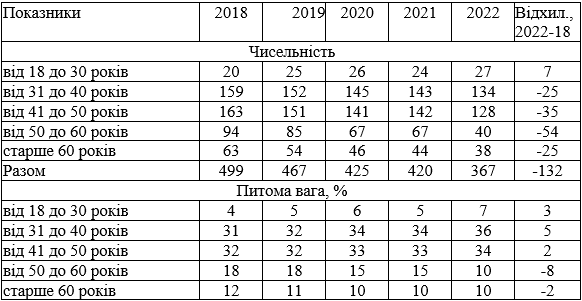 Показники 2018 2019 2020 2021 2022 Відхил., 2022-18
Чисельність
від 18 до 30 років 20 25 26 24 27 7
від 31 до 40 років 159 152 145 143 134 -25
від 41 до 50 років 163 151 141 142 128 -35
від 50 до 60 років 94 85 67 67 40 -54
старше 60 років 63 54 46 44 38 -25
Разом 499 467 425 420 367 -132
Питома вага, %
від 18 до 30 років 4 5 6 5 7 3
від 31 до 40 років 31 32 34 34 36 5
від 41 до 50 років 32 32 33 33 34 2
від 50 до 60 років 18 18 15 15 10 -8
старше 60 років 12 11 10 10 10 -2